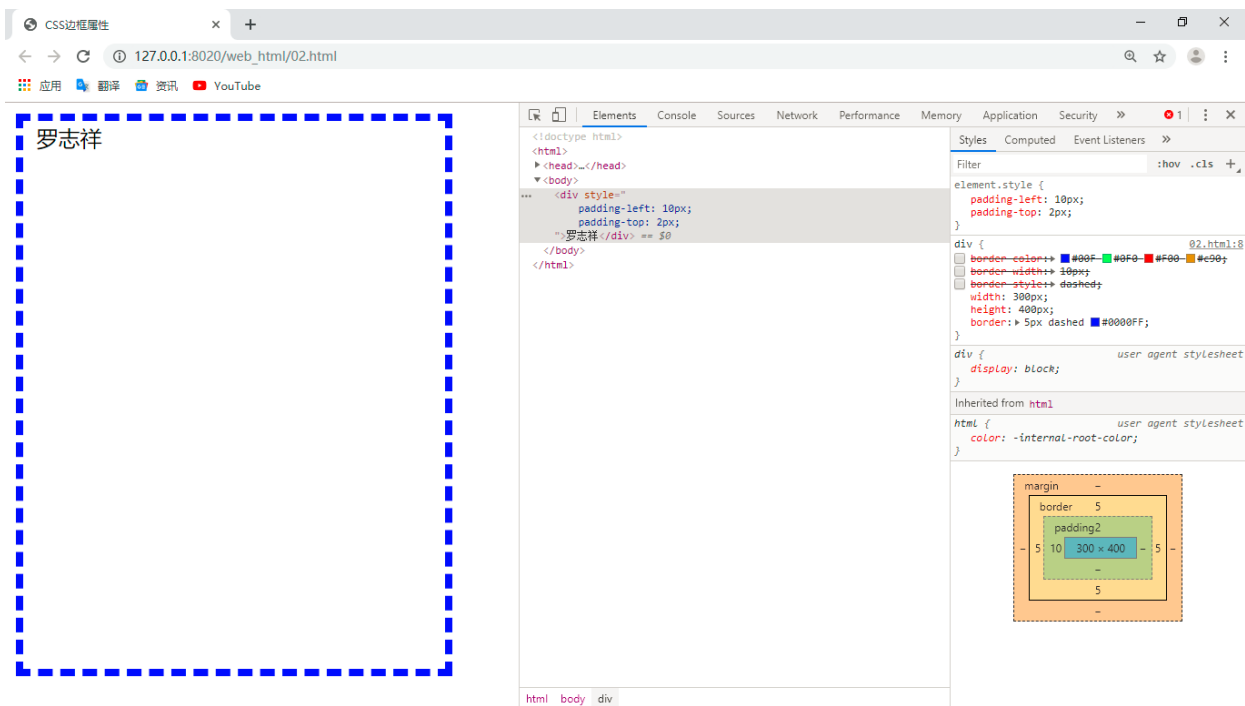 CSS边框属性
127.0.0.1:8020/web_html/02.html
应用 翻译 资讯 YouTube
罗志祥
Elements Console Sources Network Performance Memory Application Security » 1
<!doctype html>
<html>
<head>…</head>
<body>
<div style="
padding-left: 10px;
padding-top: 2px;
">罗志祥</div> == $0
</body>
</html>
html body div
Styles Computed Event Listeners »
Filter :hov .cls +
element.style {
padding-left: 10px;
padding-top: 2px;
}
div { 02.html:8
border-color: #00F #0F0 #F00 #c90;
border-width: 10px;
border-style: dashed;
width: 300px;
height: 400px;
border: 5px dashed #0000FF;
}
div { user agent stylesheet
display: block;
}
Inherited from html
html { user agent stylesheet
color: -internal-root-color;
}
margin –
border 5
padding2
– 5 10 300 × 400 – 5 –
–
5
–